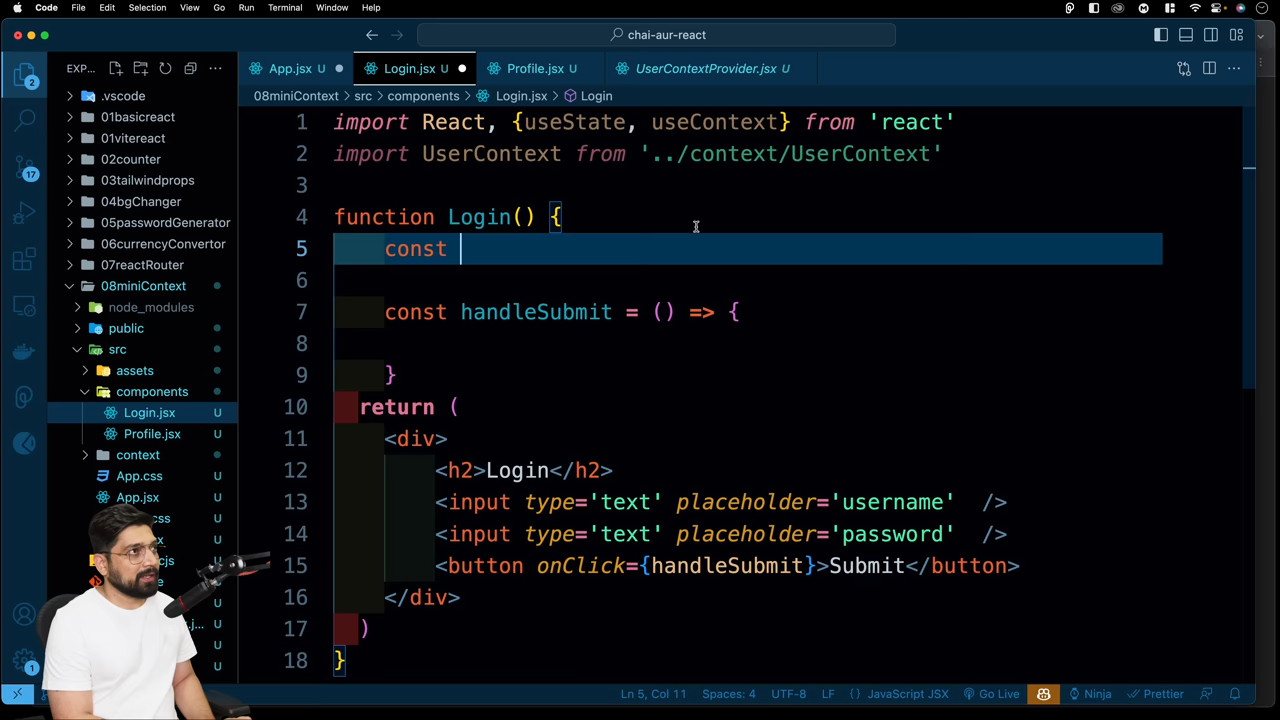 Code File Edit Selection View Go Run Terminal Window Help
chai-aur-react
EXP...
App.jsx U
Login.jsx U
Profile.jsx U
UserContextProvider.jsx U
08miniContext > src > components > Login.jsx > Login
.vscode
01basicreact
01vitereact
02counter
03tailwindprops
04bgChanger
05passwordGenerator
06currencyConvertor
07reactRouter
08miniContext
node_modules
public
src
assets
components
Login.jsx U
Profile.jsx U
context
App.css U
App.jsx U
2
17
1
1 import React, {useState, useContext} from 'react'
2 import UserContext from '../context/UserContext'
3
4 function Login() {
5 const
6
7 const handleSubmit = () => {
8
9 }
10 return (
11 <div>
12 <h2>Login</h2>
13 <input type='text' placeholder='username' />
14 <input type='text' placeholder='password' />
15 <button onClick={handleSubmit}>Submit</button>
16 </div>
17 )
18 }
Ln 5, Col 11 Spaces: 4 UTF-8 LF {} JavaScript JSX Go Live Ninja Prettier